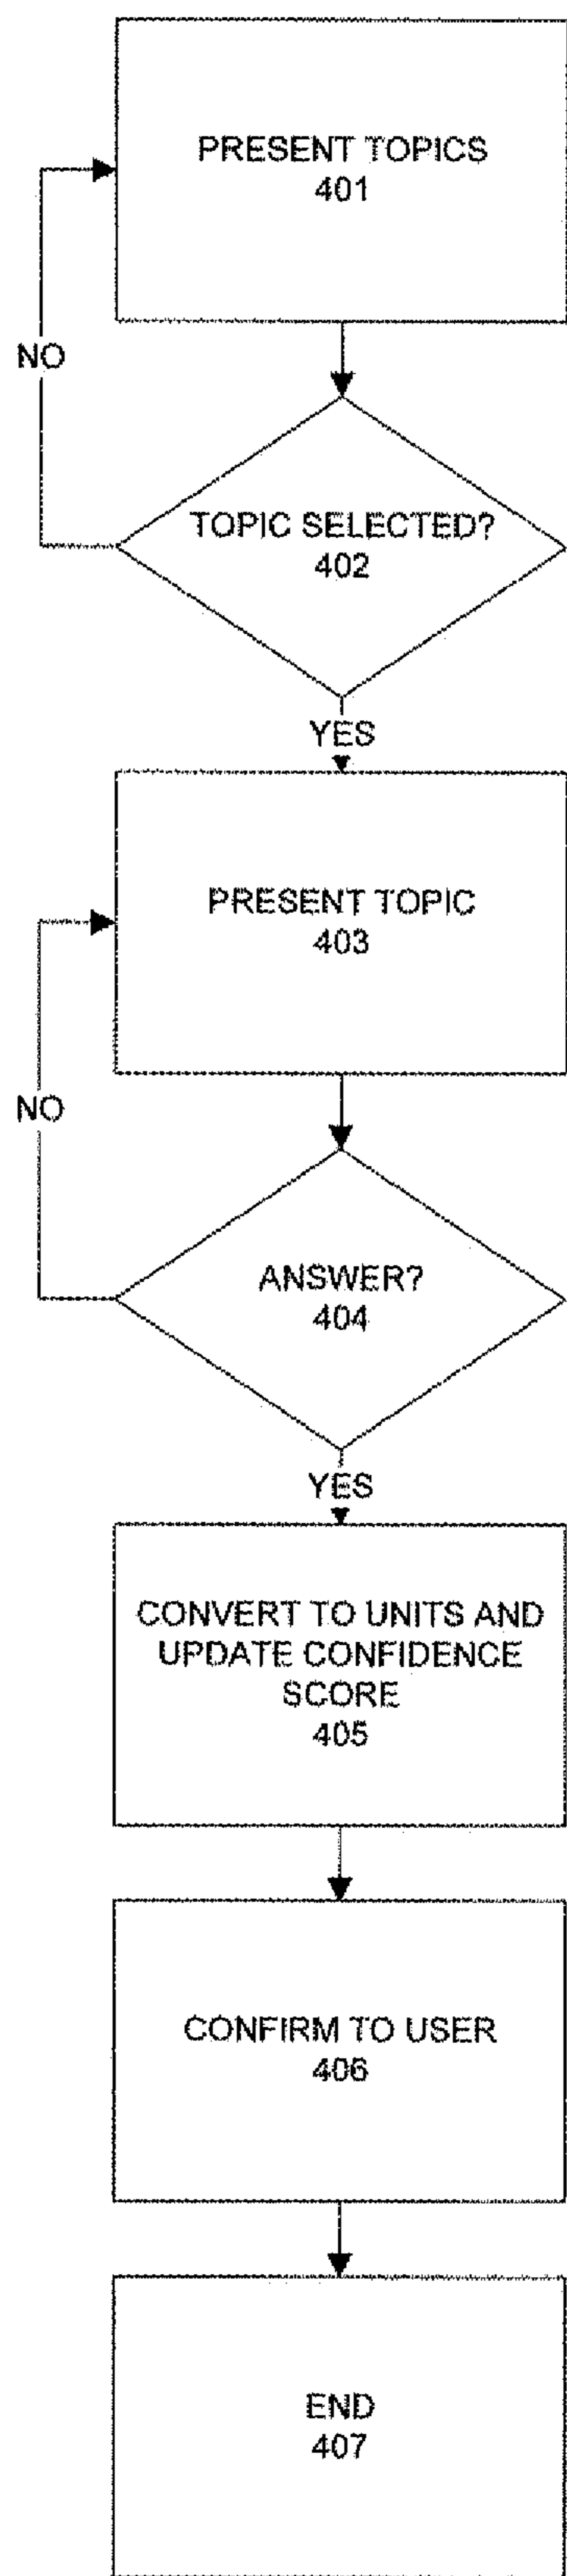 PRESENT TOPICS
401
NO
TOPIC SELECTED?
402
YES
PRESENT TOPIC
403
NO
ANSWER?
404
YES
CONVERT TO UNITS AND
UPDATE CONFIDENCE
SCORE
405
CONFIRM TO USER
406
END
407